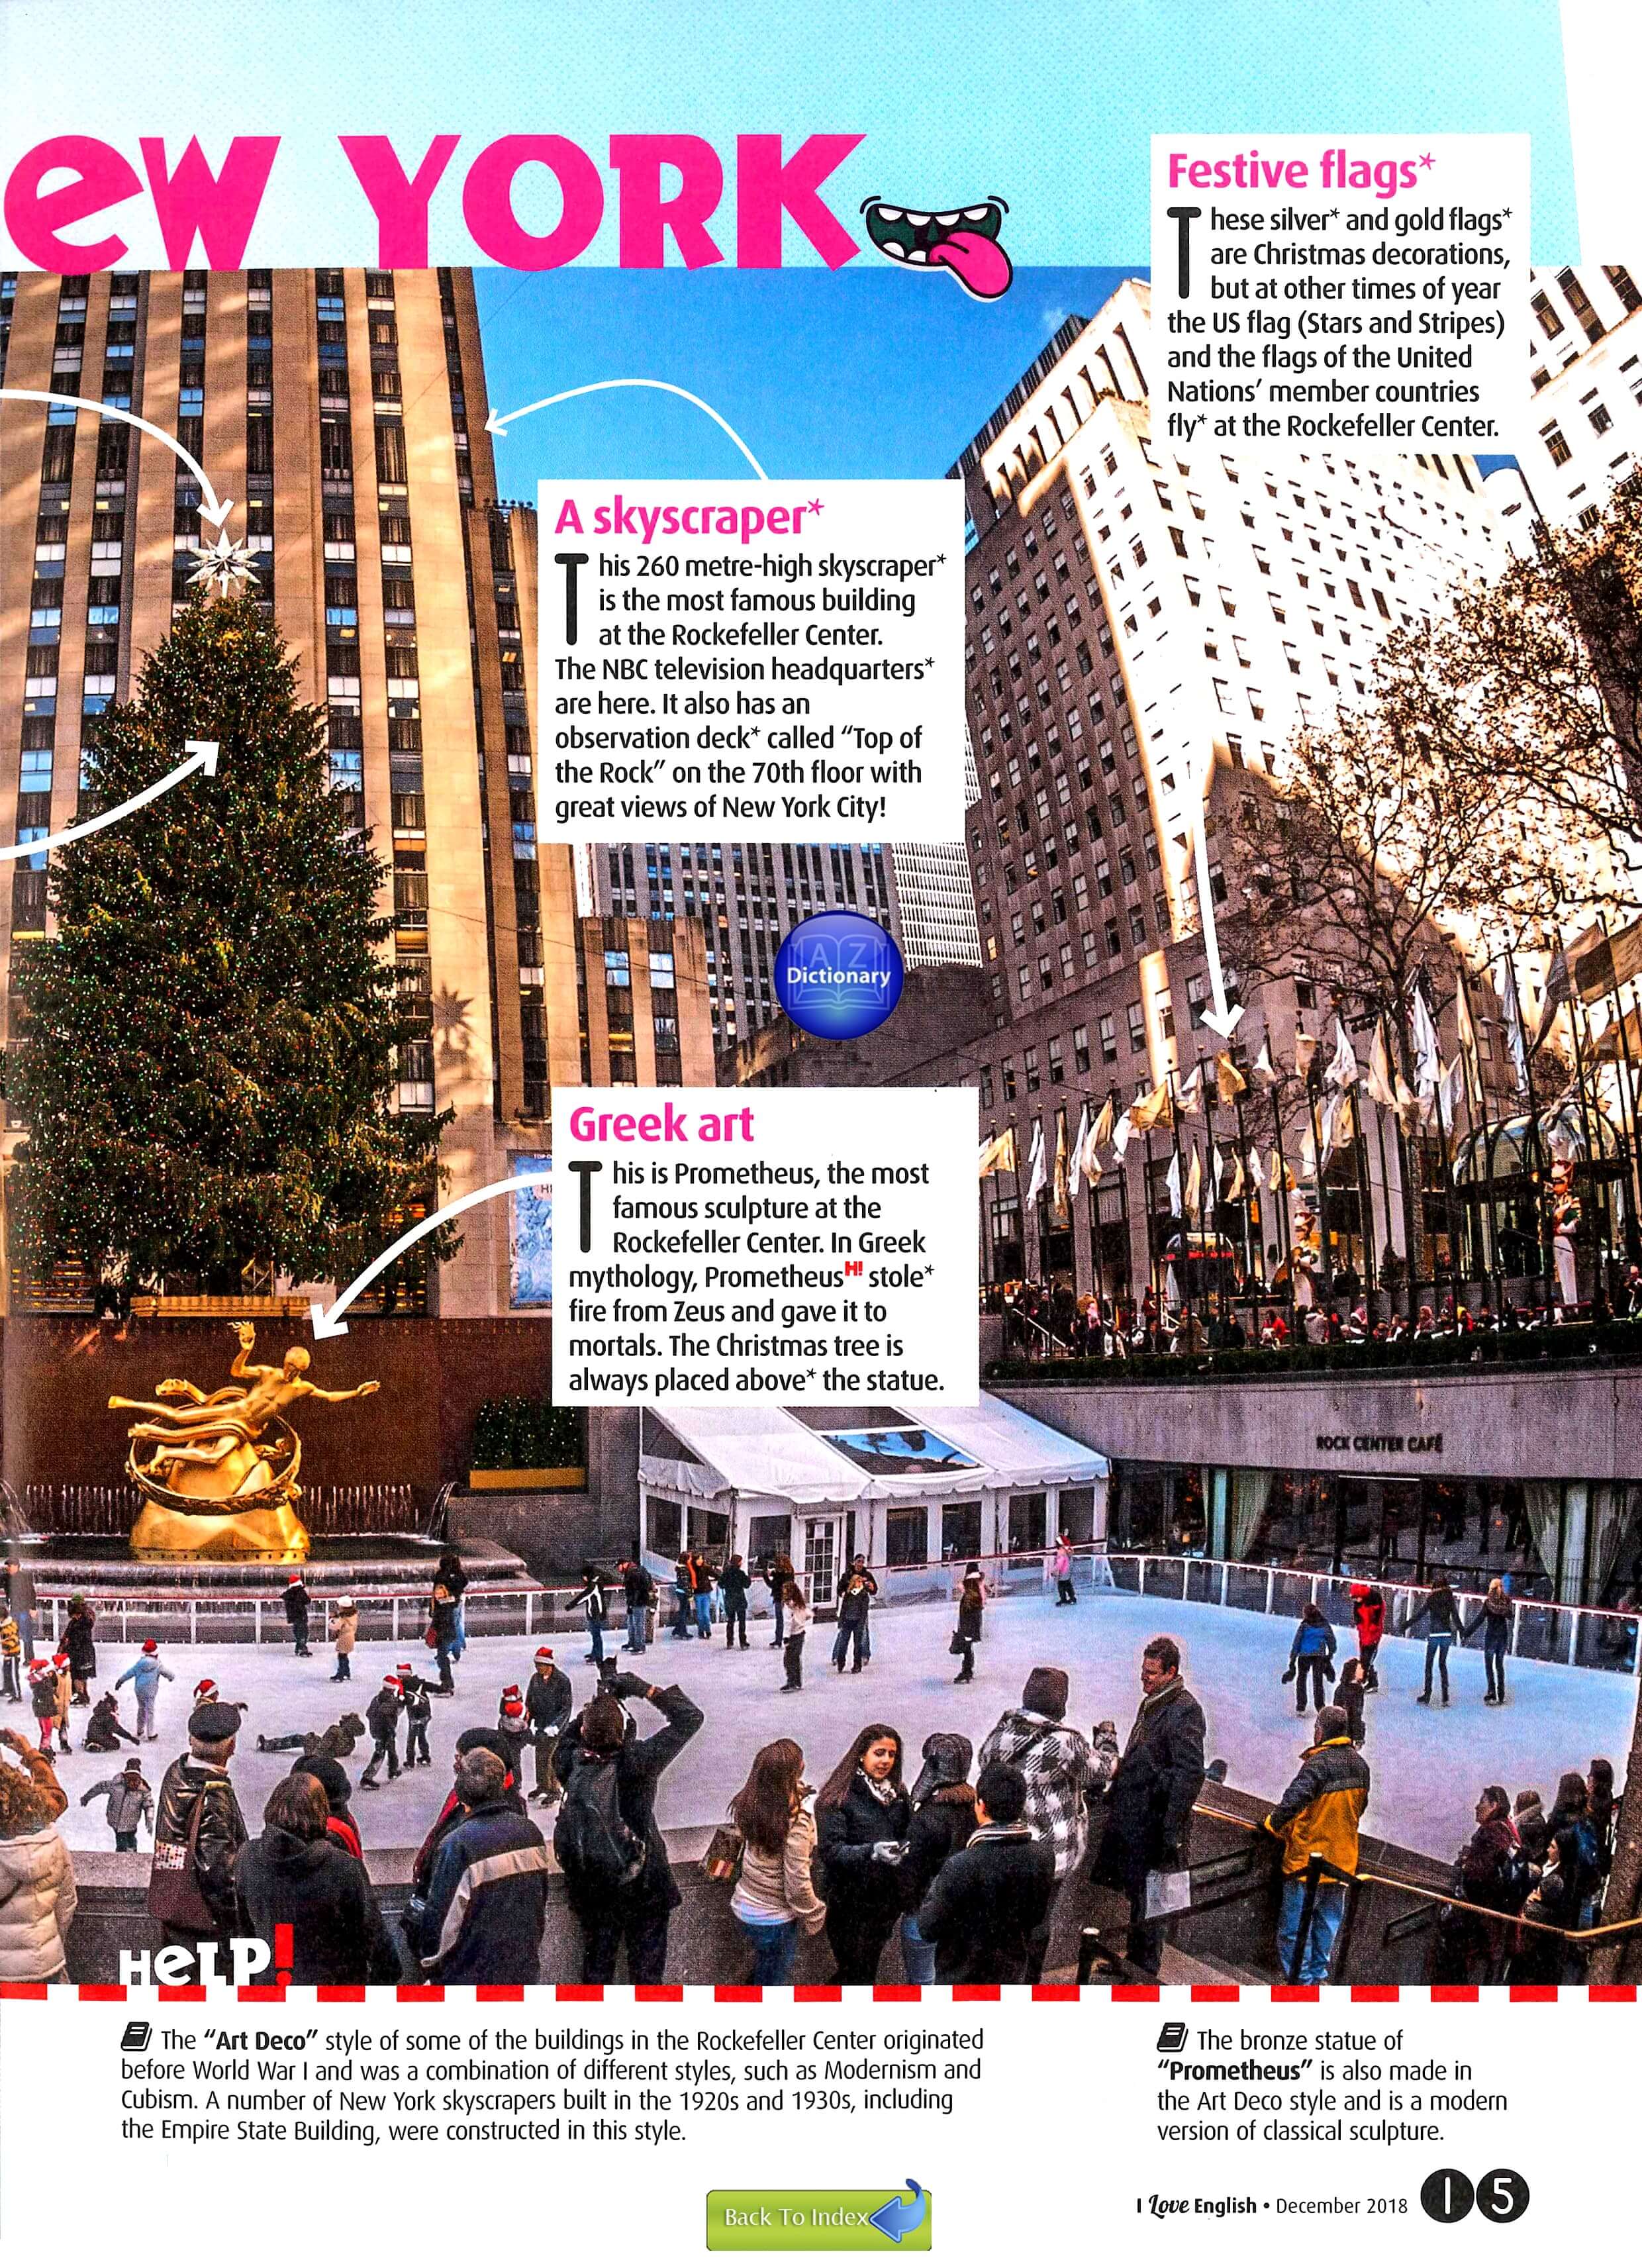 eW YORK
Festive flags*
These silver* and gold flags*
are Christmas decorations,
but at other times of year
the US flag (Stars and Stripes)
and the flags of the United
Nations’ member countries
fly* at the Rockefeller Center.
A skyscraper*
This 260 metre-high skyscraper*
is the most famous building
at the Rockefeller Center.
The NBC television headquarters*
are here. It also has an
observation deck* called “Top of
the Rock” on the 70th floor with
great views of New York City!
A Z
Dictionary
Greek art
This is Prometheus, the most
famous sculpture at the
Rockefeller Center. In Greek
mythology, Prometheus H! stole*
fire from Zeus and gave it to
mortals. The Christmas tree is
always placed above* the statue.
ROCK CENTER CAFÉ
HeLP!
The “Art Deco” style of some of the buildings in the Rockefeller Center originated
before World War I and was a combination of different styles, such as Modernism and
Cubism. A number of New York skyscrapers built in the 1920s and 1930s, including
the Empire State Building, were constructed in this style.
The bronze statue of
“Prometheus” is also made in
the Art Deco style and is a modern
version of classical sculpture.
Back To Index
I Love English • December 2018 15